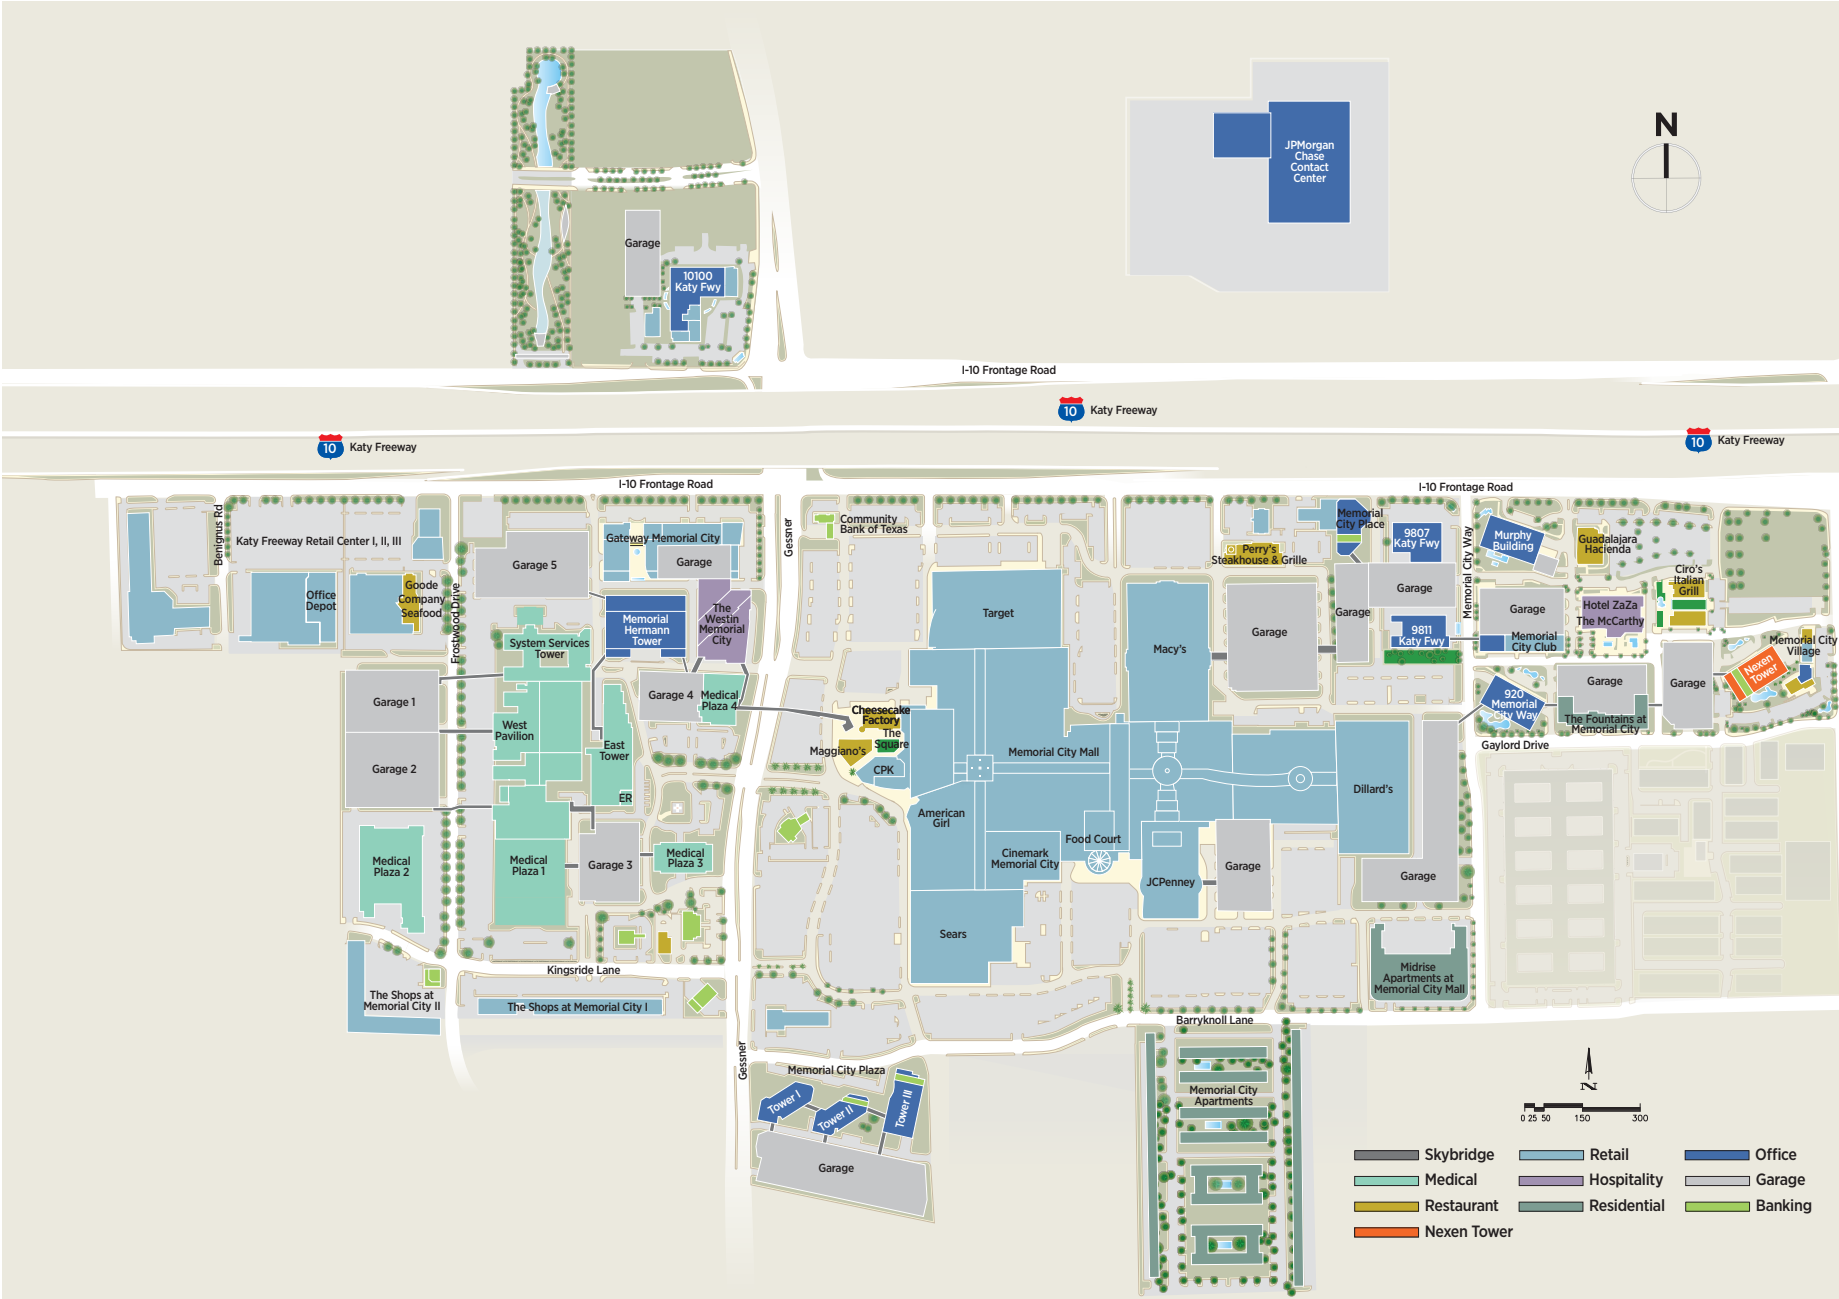 N
JPMorgan
Chase
Contact
Center
Garage
10100
Katy Fwy
I-10 Frontage Road
10 Katy Freeway
10 Katy Freeway
10 Katy Freeway
I-10 Frontage Road
I-10 Frontage Road
Benignus Rd
Katy Freeway Retail Center I, II, III
Office
Depot
Goode
Company
Seafood
Frostwood Drive
Garage 5
Gateway Memorial City
Garage
Memorial
Hermann
Tower
The
Westin
Memorial
City
System Services
Tower
Garage 1
Garage 2
West
Pavilion
East
Tower
ER
Garage 4
Medical
Plaza 4
Medical
Plaza 2
Medical
Plaza 1
Garage 3
Medical
Plaza 3
Kingsride Lane
The Shops at
Memorial City II
The Shops at Memorial City I
Gessner
Gessner
Community
Bank of Texas
Target
Macy's
Cheesecake
Factory
The
Square
Maggiano's
CPK
Memorial City Mall
American
Girl
Cinemark
Memorial City
Food Court
JCPenney
Sears
Garage
Dillard's
Garage
Perry's
Steakhouse & Grille
Garage
Memorial
City Place
Garage
9807
Katy Fwy
Garage
9811
Katy Fwy
Memorial City Way
Murphy
Building
Guadalajara
Hacienda
Ciro's
Italian
Grill
Garage
Memorial
City Club
Hotel ZaZa
The McCarthy
Memorial City
Village
Nexen
Tower
Garage
Garage
The Fountains at
Memorial City
920
Memorial
City Way
Gaylord Drive
Midrise
Apartments at
Memorial City Mall
Barryknoll Lane
Memorial City
Apartments
Memorial City Plaza
Tower I
Tower II
Tower III
Garage
N
0 25 50 150 300
Skybridge
Retail
Office
Medical
Hospitality
Garage
Restaurant
Residential
Banking
Nexen Tower